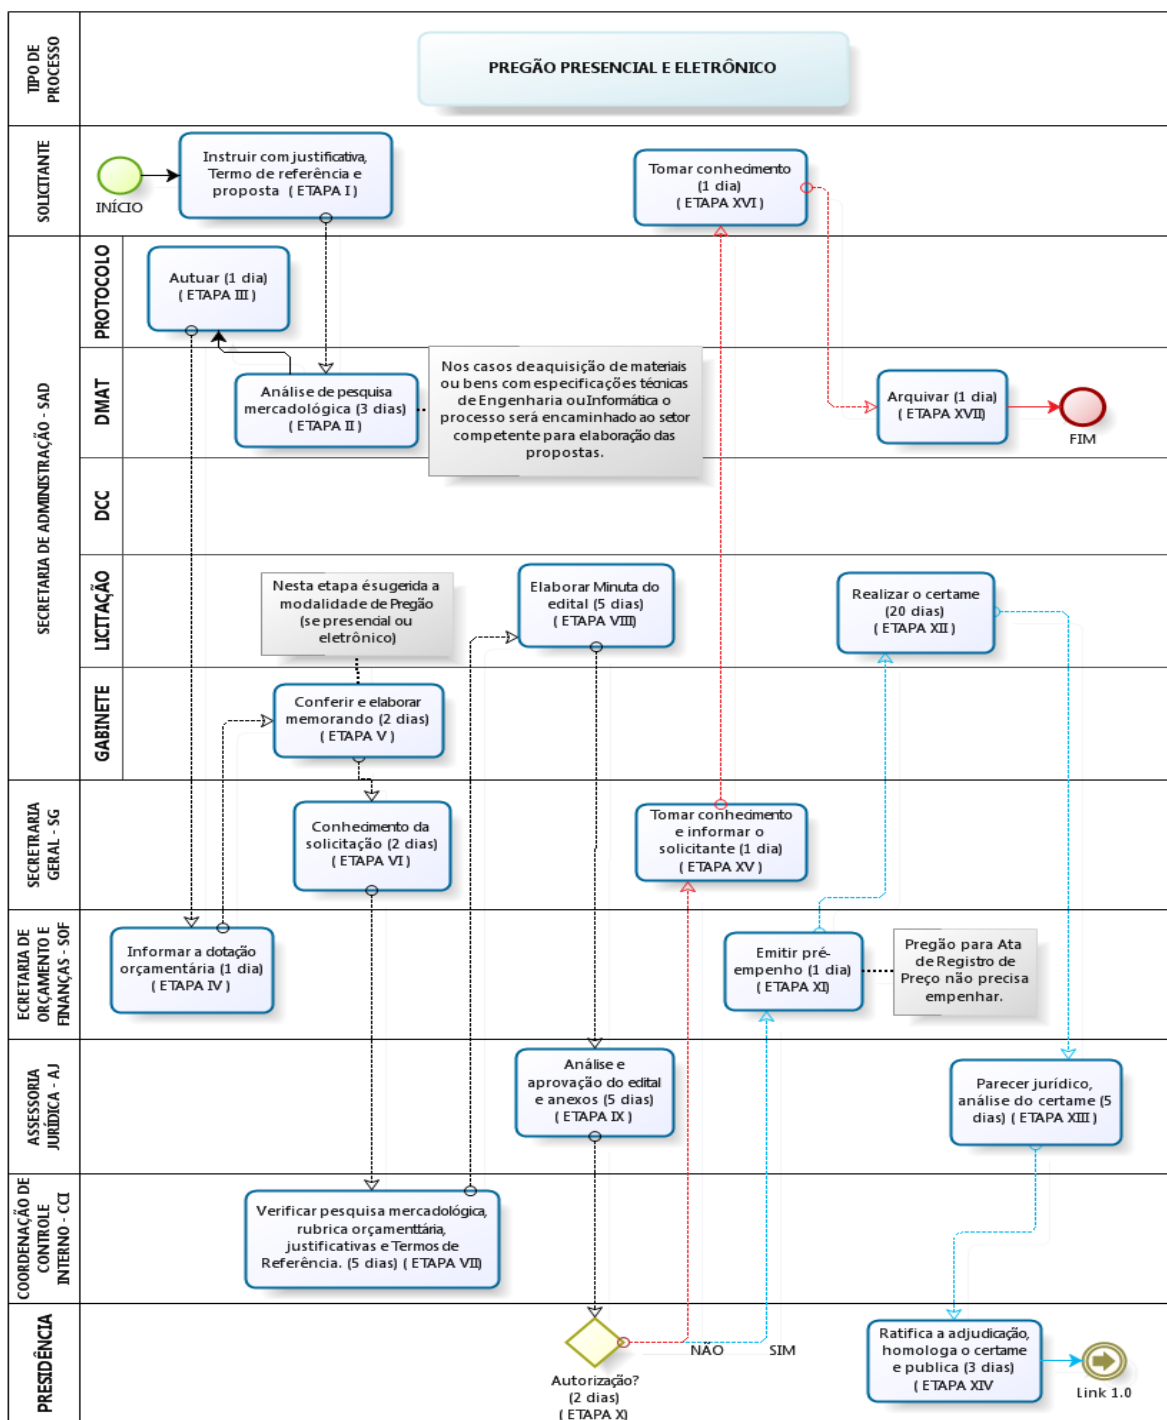 TIPO DE
PROCESSO
PREGÃO PRESENCIAL E ELETRÔNICO
SOLICITANTE
INÍCIO
Instruir com justificativa,
Termo de referência e
proposta ( ETAPA I )
Tomar conhecimento
(1 dia)
( ETAPA XVI )
SECRETARIA DE ADMINISTRAÇÃO - SAD
PROTOCOLO
Autuar (1 dia)
( ETAPA III )
DMAT
Análise de pesquisa
mercadológica (3 dias)
( ETAPA II )
Nos casos de aquisição de materiais
ou bens com especificações técnicas
de Engenharia ou Informática o
processo será encaminhado ao setor
competente para elaboração das
propostas.
Arquivar (1 dia)
( ETAPA XVII)
FIM
DCC
LICITAÇÃO
Nesta etapa é sugerida a
modalidade de Pregão
(se presencial ou
eletrônico)
Elaborar Minuta do
edital (5 dias)
( ETAPA VIII)
Realizar o certame
(20 dias)
( ETAPA XII )
GABINETE
Conferir e elaborar
memorando (2 dias)
( ETAPA V )
SECRETRARIA
GERAL - SG
Conhecimento da
solicitação (2 dias)
( ETAPA VI )
Tomar conhecimento
e informar o
solicitante (1 dia)
( ETAPA XV )
ECRETARIA DE
ORÇAMENTO E
FINANÇAS - SOF
Informar a dotação
orçamentária (1 dia)
( ETAPA IV )
Emitir pré-
empenho (1 dia)
( ETAPA XI)
Pregão para Ata
de Registro de
Preço não precisa
empenhar.
ASSESSORIA
JURÍDICA - AJ
Análise e
aprovação do edital
e anexos (5 dias)
( ETAPA IX )
Parecer jurídico,
análise do certame (5
dias) ( ETAPA XIII )
COORDENAÇÃO DE
CONTROLE
INTERNO - CCI
Verificar pesquisa mercadológica,
rubrica orçamenttária,
justificativas e Termos de
Referência. (5 dias) ( ETAPA VII)
PRESIDÊNCIA
Autorização?
(2 dias)
( ETAPA X)
NÃO
SIM
Ratifica a adjudicação,
homologa o certame
e publica (3 dias)
( ETAPA XIV
Link 1.0